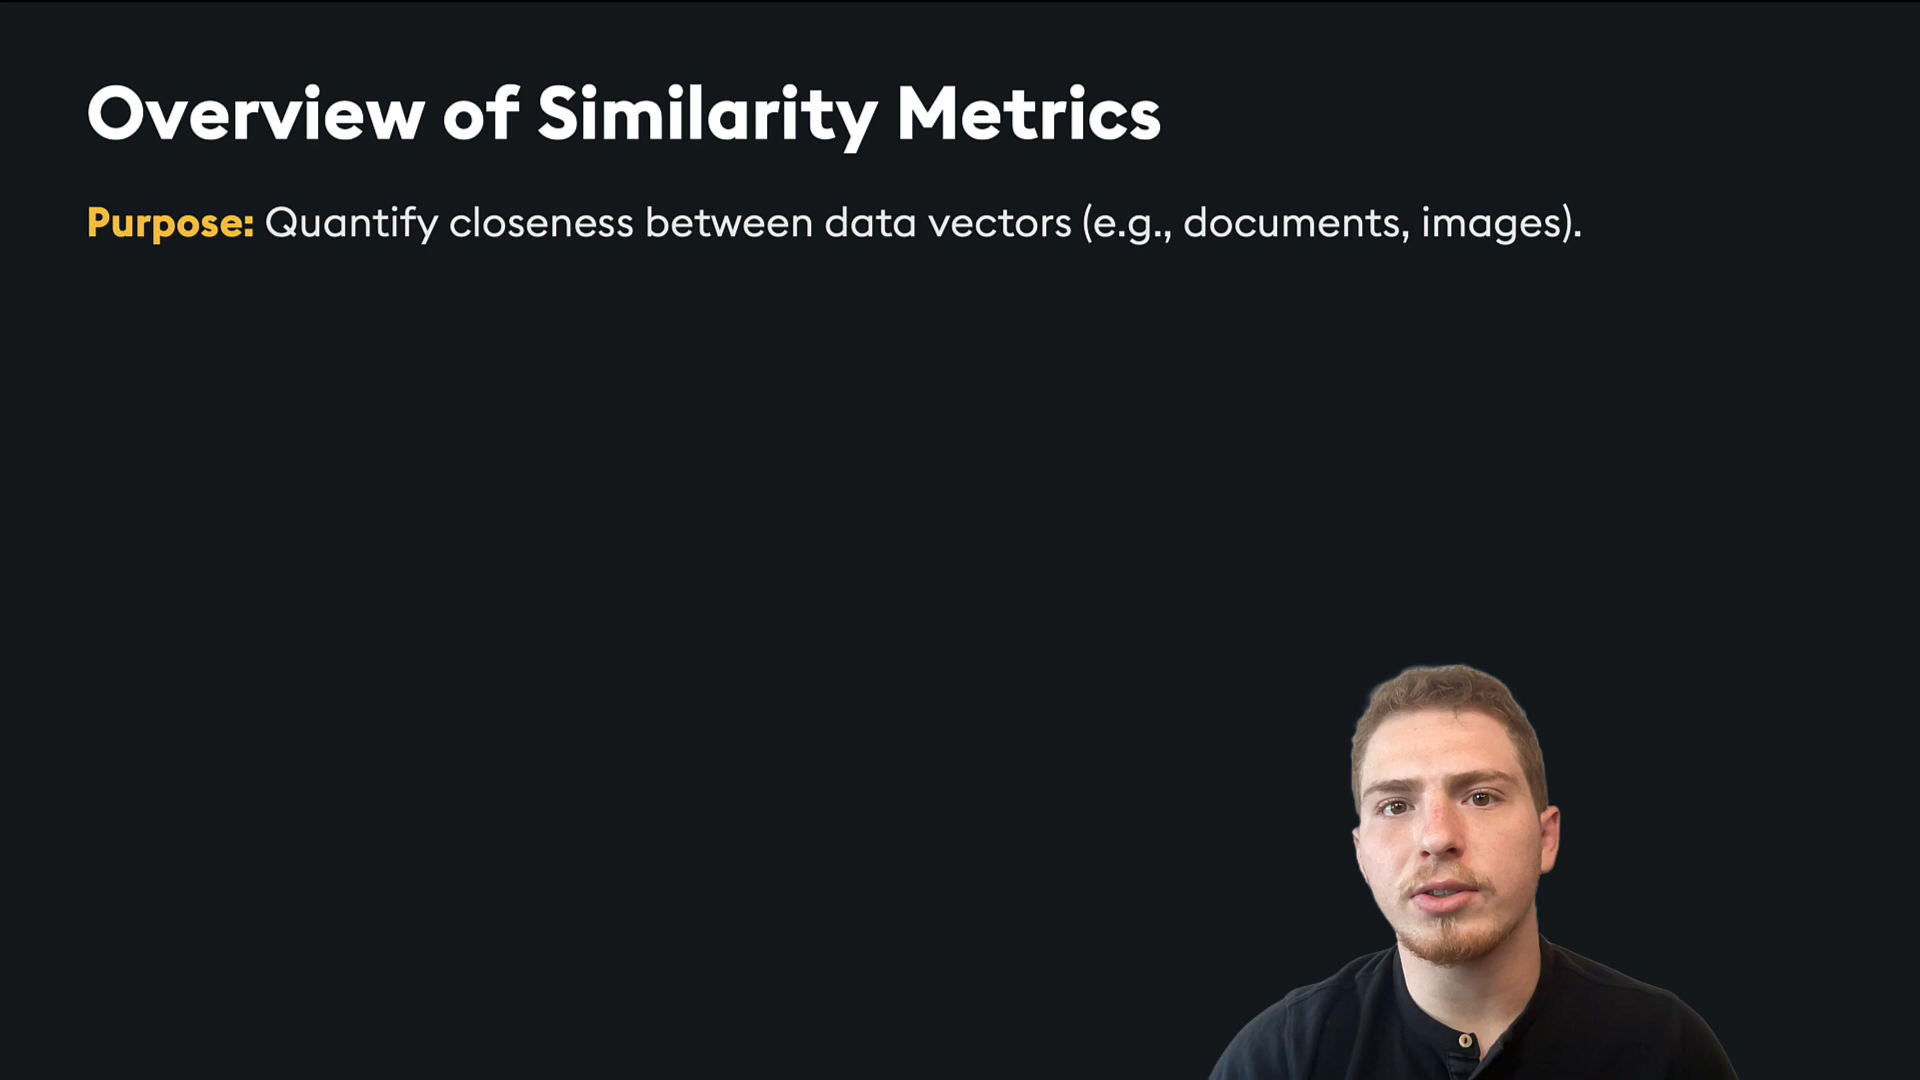 Overview of Similarity Metrics
Purpose: Quantify closeness between data vectors (e.g., documents, images).